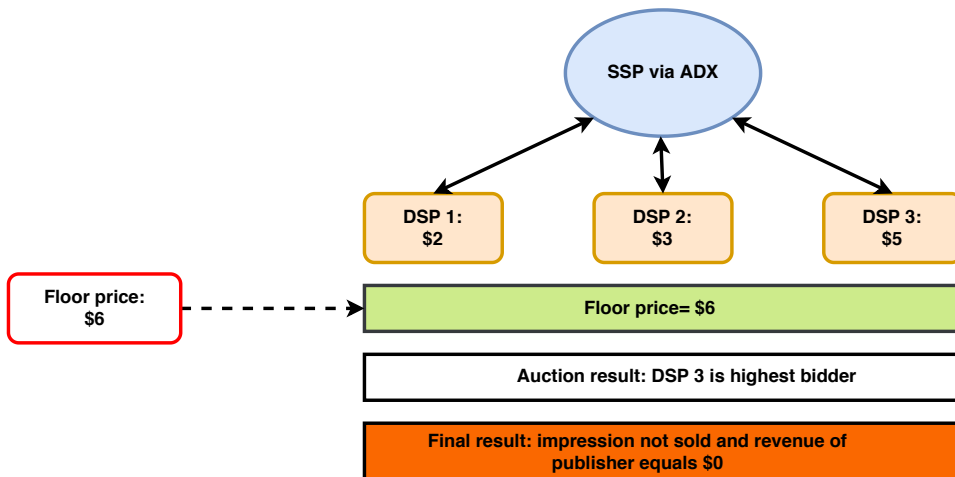 SSP via ADX
DSP 1:
$2
DSP 2:
$3
DSP 3:
$5
Floor price:
$6
Floor price= $6
Auction result: DSP 3 is highest bidder
Final result: impression not sold and revenue of
publisher equals $0